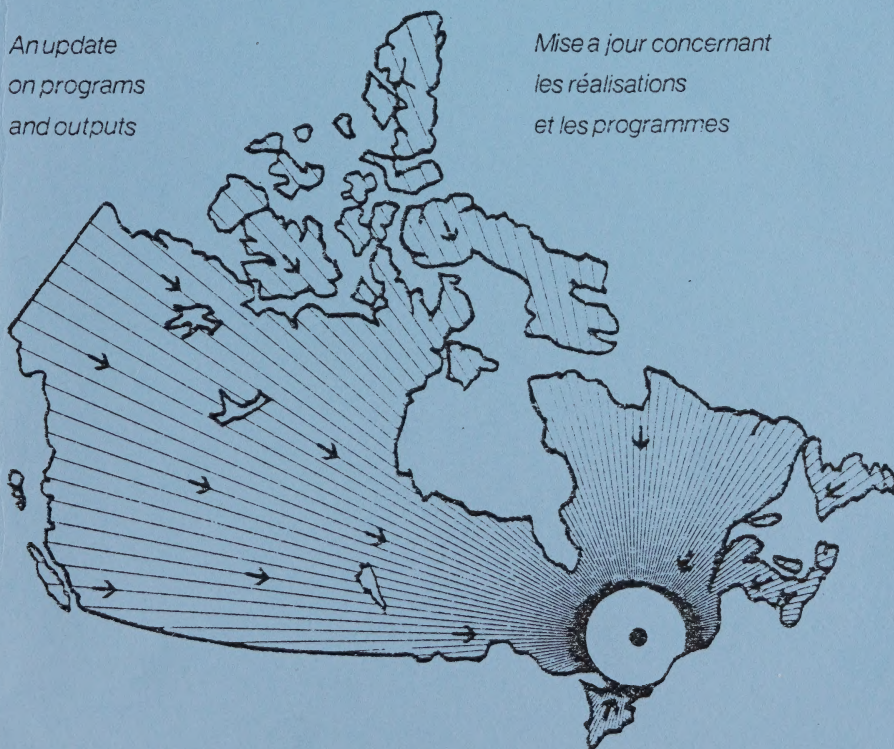 An update
on programs
and outputs
Mise a jour concernant
les réalisations
et les programmes